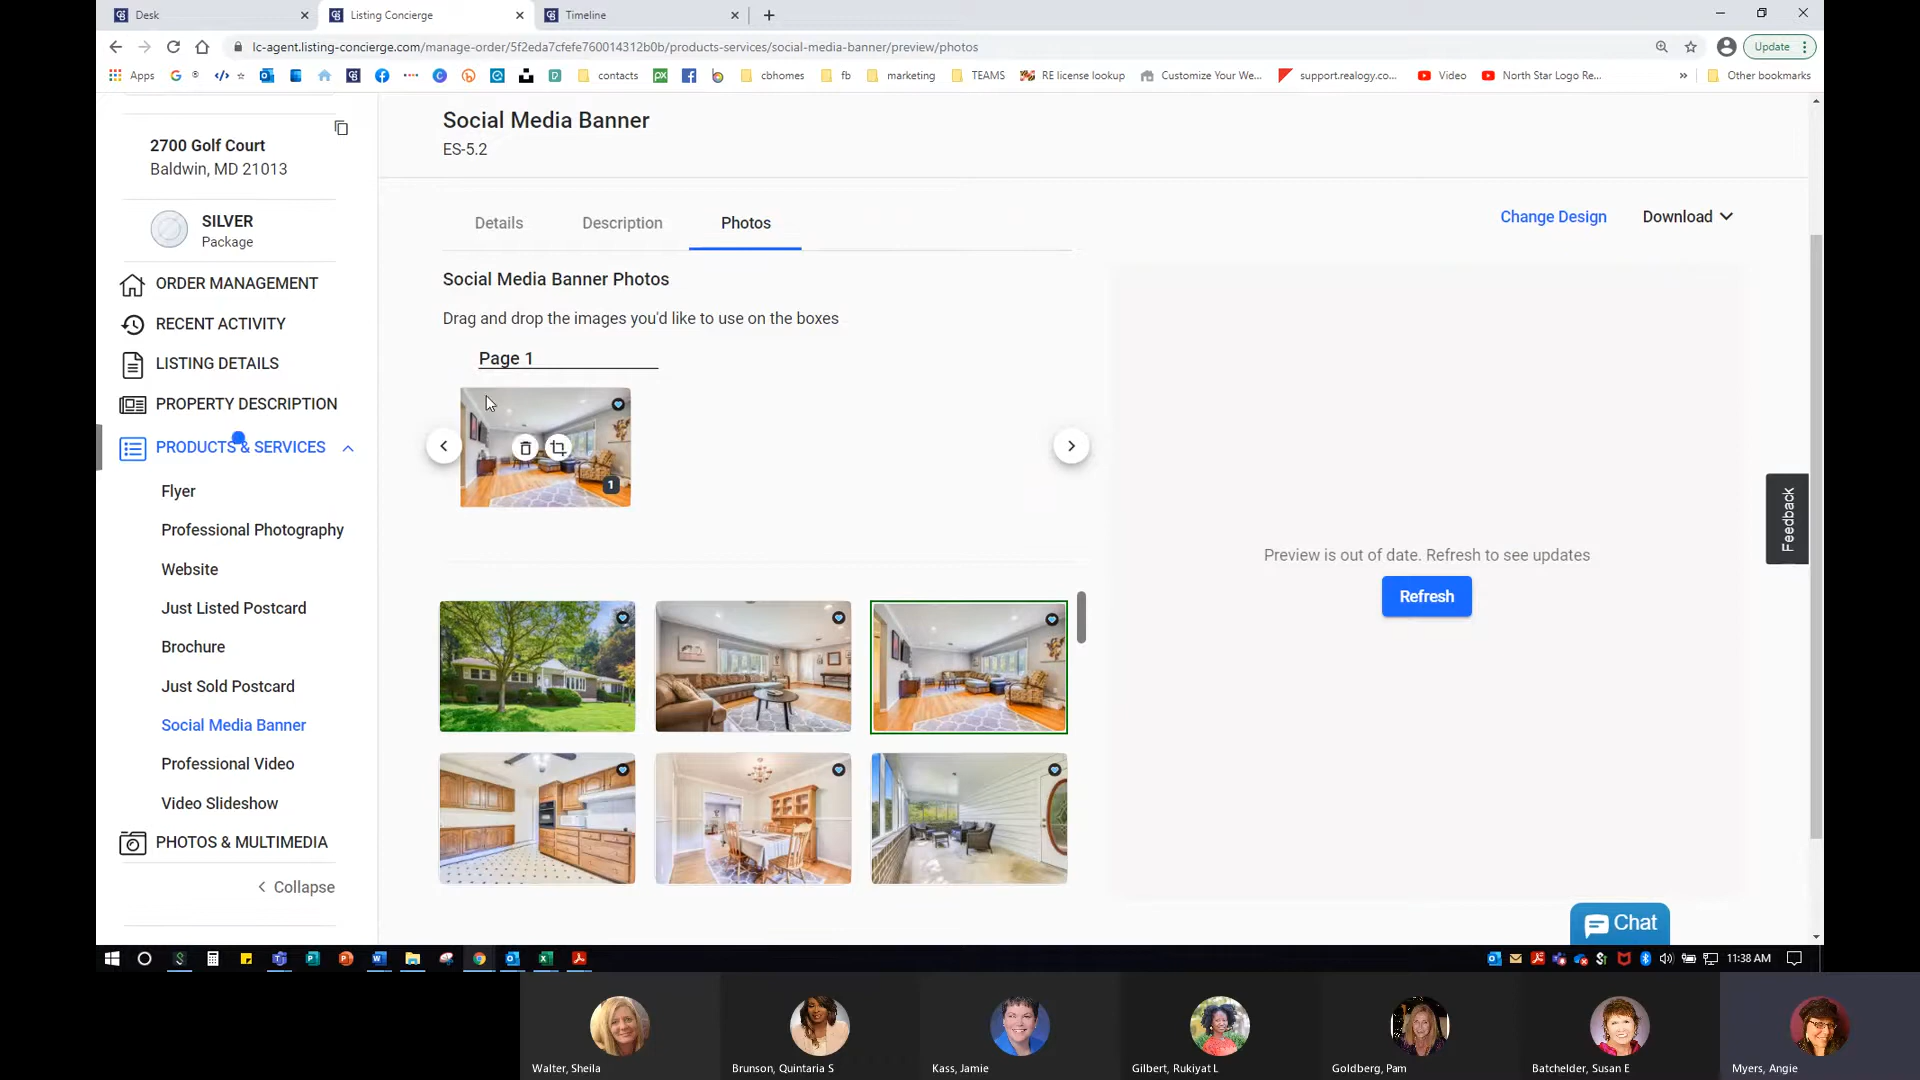 Desk
Listing Concierge
Timeline
lc-agent.listing-concierge.com/manage-order/5f2eda7cfefe760014312b0b/products-services/social-media-banner/preview/photos
Update
Apps
contacts
cbhomes
fb
marketing
TEAMS
RE license lookup
Customize Your We...
support.realogy.co...
Video
North Star Logo Re...
Other bookmarks
2700 Golf Court
Baldwin, MD 21013
SILVER
Package
ORDER MANAGEMENT
RECENT ACTIVITY
LISTING DETAILS
PROPERTY DESCRIPTION
PRODUCTS & SERVICES
Flyer
Professional Photography
Website
Just Listed Postcard
Brochure
Just Sold Postcard
Social Media Banner
Professional Video
Video Slideshow
PHOTOS & MULTIMEDIA
Collapse
Social Media Banner
ES-5.2
Details
Description
Photos
Change Design
Download
Social Media Banner Photos
Drag and drop the images you'd like to use on the boxes
Page 1
1
Preview is out of date. Refresh to see updates
Refresh
Feedback
Chat
11:38 AM
Walter, Sheila
Brunson, Quintaria S
Kass, Jamie
Gilbert, Rukiyat L
Goldberg, Pam
Batchelder, Susan E
Myers, Angie